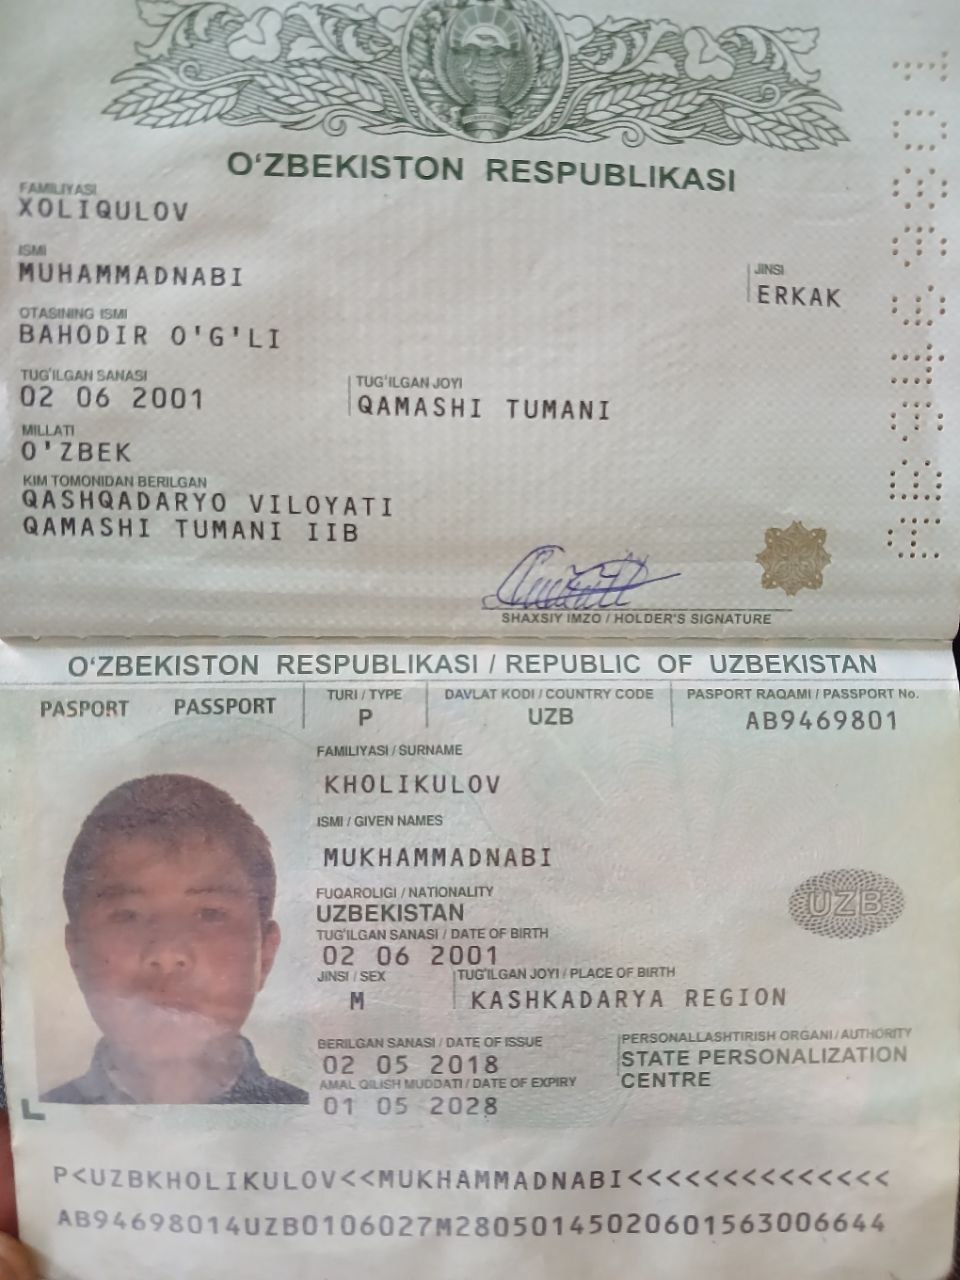 O‘ZBEKISTON RESPUBLIKASI
FAMILIYASI
XOLIQULOV
ISMI
MUHAMMADNABI
JINSI
ERKAK
OTASINING ISMI
BAHODIR O'G'LI
TUG‘ILGAN SANASI
02 06 2001
TUG‘ILGAN JOYI
QAMASHI TUMANI
MILLATI
O'ZBEK
KIM TOMONIDAN BERILGAN
QASHQADARYO VILOYATI
QAMASHI TUMANI IIB
SHAXSIY IMZO / HOLDER'S SIGNATURE
AB9469801
O‘ZBEKISTON RESPUBLIKASI / REPUBLIC OF UZBEKISTAN
PASPORT PASSPORT
TURI / TYPE
P
DAVLAT KODI / COUNTRY CODE
UZB
PASPORT RAQAMI / PASSPORT No.
AB9469801
FAMILIYASI / SURNAME
KHOLIKULOV
ISMI / GIVEN NAMES
MUKHAMMADNABI
FUQAROLIGI / NATIONALITY
UZBEKISTAN
UZB
TUG‘ILGAN SANASI / DATE OF BIRTH
02 06 2001
JINSI / SEX
M
TUG‘ILGAN JOYI / PLACE OF BIRTH
KASHKADARYA REGION
BERILGAN SANASI / DATE OF ISSUE
02 05 2018
PERSONALLASHTIRISH ORGANI / AUTHORITY
STATE PERSONALIZATION
CENTRE
AMAL QILISH MUDDATI / DATE OF EXPIRY
01 05 2028
P<UZBKHOLIKULOV<<MUKHAMMADNABI<<<<<<<<<<<<<<
AB94698014UZB0106027M28050145020601563006644